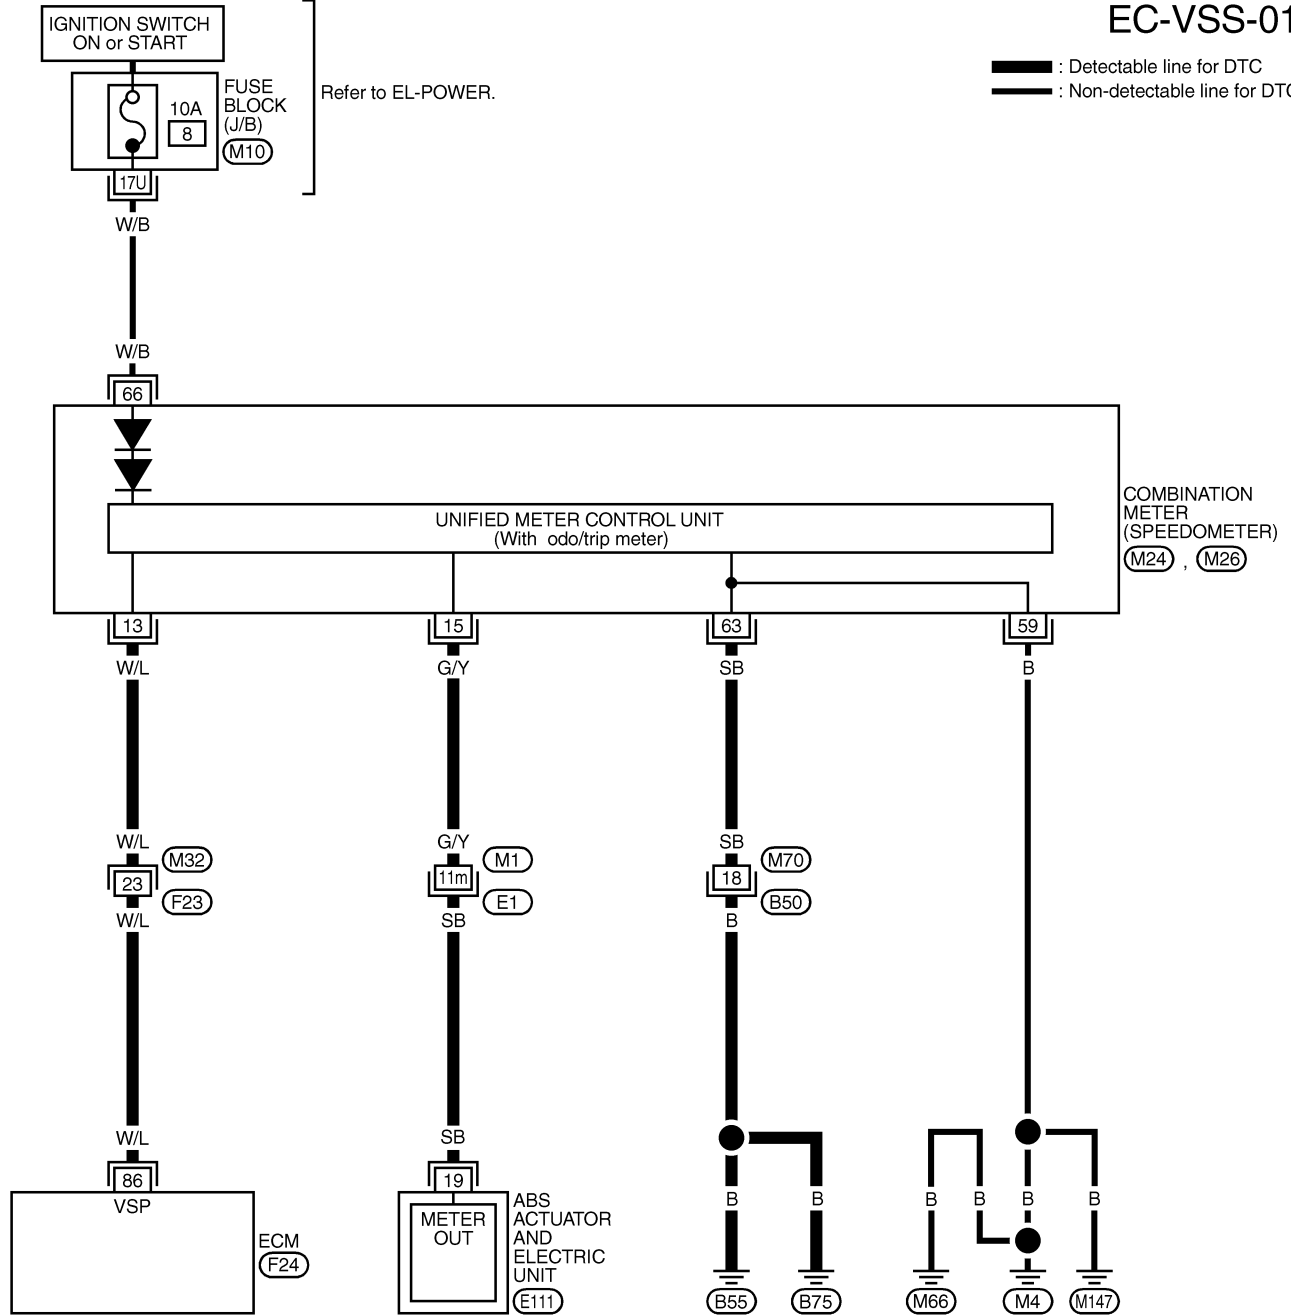 EC-VSS-01
IGNITION SWITCH
ON or START
: Detectable line for DTC
: Non-detectable line for DTC
FUSE
BLOCK
(J/B)
M10
10A
8
Refer to EL-POWER.
17U
W/B
W/B
66
UNIFIED METER CONTROL UNIT
(With odo/trip meter)
COMBINATION
METER
(SPEEDOMETER)
M24 , M26
13 15 63 59
W/L G/Y SB B
W/L G/Y SB
M32 M1 M70
23 11m 18
F23 E1 B50
W/L SB B
W/L SB
86 19
VSP
ECM
F24
METER
OUT
ABS
ACTUATOR
AND
ELECTRIC
UNIT
E111
B B B B B B
B55 B75 M66 M4 M147